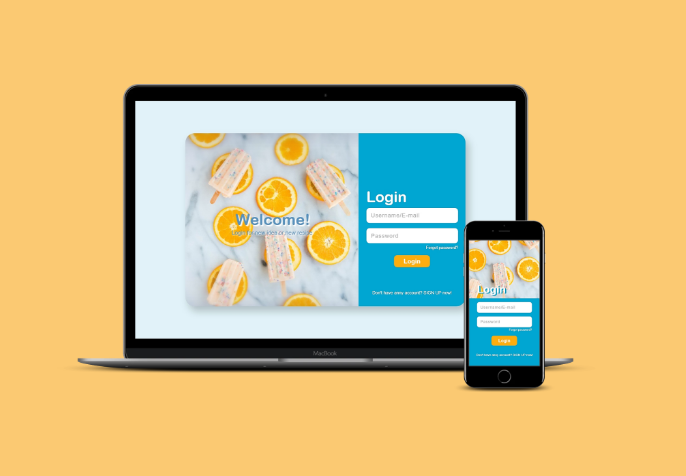 Welcome!
Login
Username/E-mail
Password
Forgot password?
Login
Don't have any account? SIGN UP now!
MacBook
Login
Username/E-Mail
Password
Forgot password?
Login
Don't have any account? SIGN UP now!